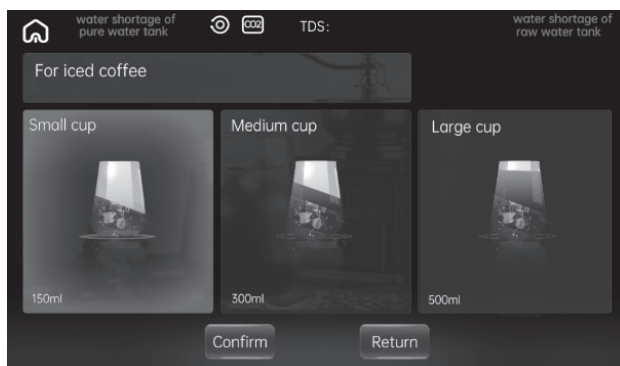 water shortage of
pure water tank
CO2
TDS:
water shortage of
raw water tank
For iced coffee
Small cup
Medium cup
Large cup
150ml
300ml
500ml
Confirm
Return